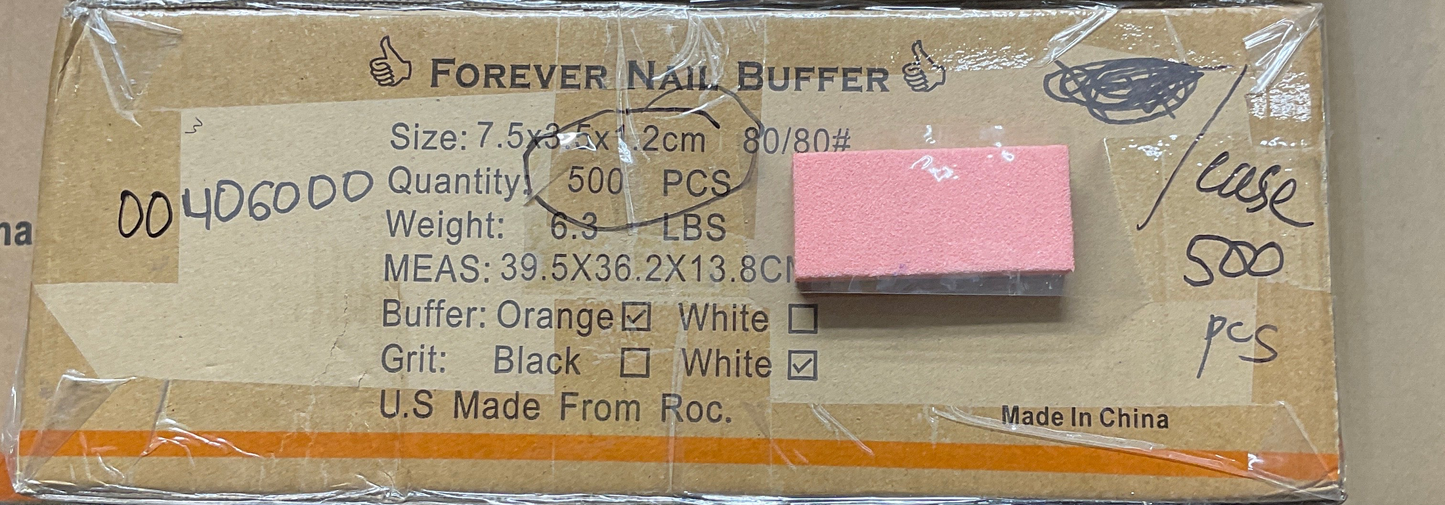 FOREVER NAIL BUFFER
Size: 7.5x3.5x1.2cm 80/80#
Quantity: 500 PCS
Weight: 6.3 LBS
MEAS: 39.5X36.2X13.8CM
Buffer: Orange ☑ White ☐
Grit: Black ☐ White ☑
U.S Made From Roc.
Made In China
00406000
/case
500
pcs
na